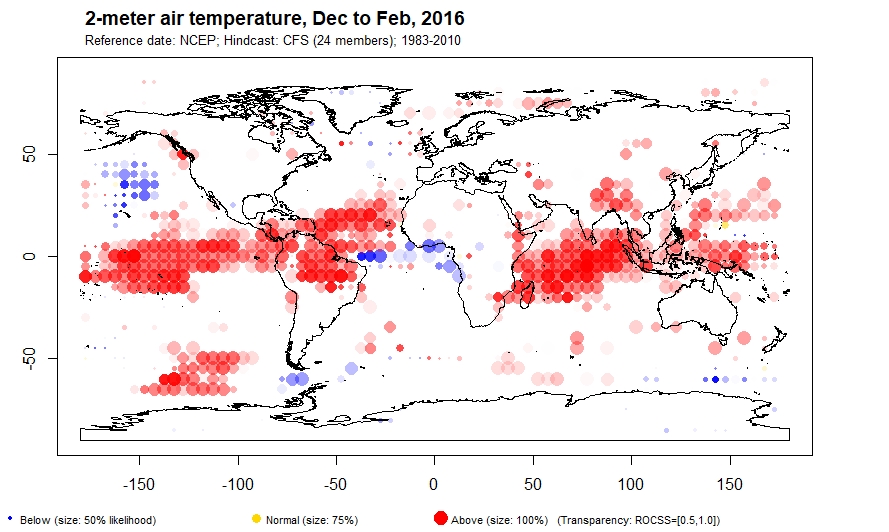 2-meter air temperature, Dec to Feb, 2016
Reference date: NCEP; Hindcast: CFS (24 members); 1983-2010
50
0
-50
-150 -100 -50 0 50 100 150
Below (size: 50% likelihood) Normal (size: 75%) Above (size: 100%) (Transparency: ROCSS=[0.5,1.0])